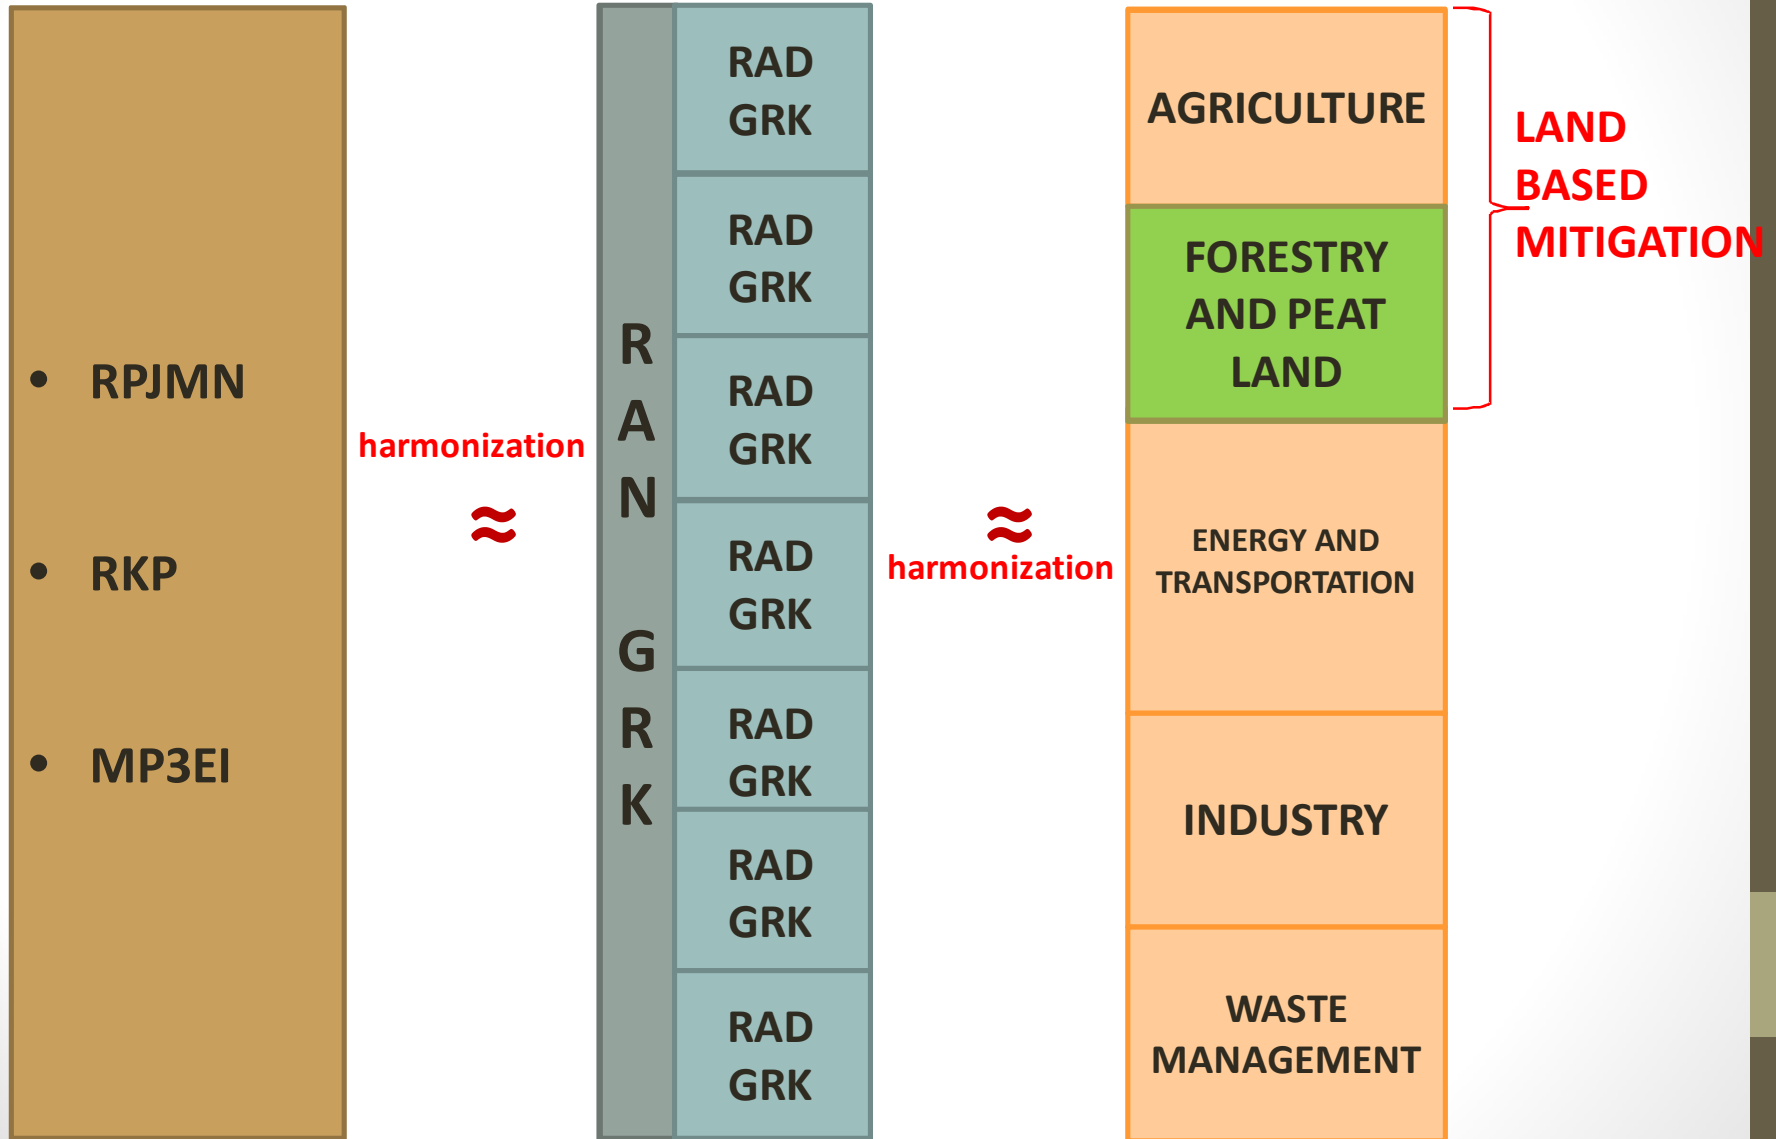 • RPJMN
• RKP
• MP3EI
harmonization
≈
R
A
N
G
R
K
RAD
GRK
RAD
GRK
RAD
GRK
RAD
GRK
RAD
GRK
RAD
GRK
RAD
GRK
≈
harmonization
AGRICULTURE
FORESTRY
AND PEAT
LAND
ENERGY AND
TRANSPORTATION
INDUSTRY
WASTE
MANAGEMENT
LAND
BASED
MITIGATION